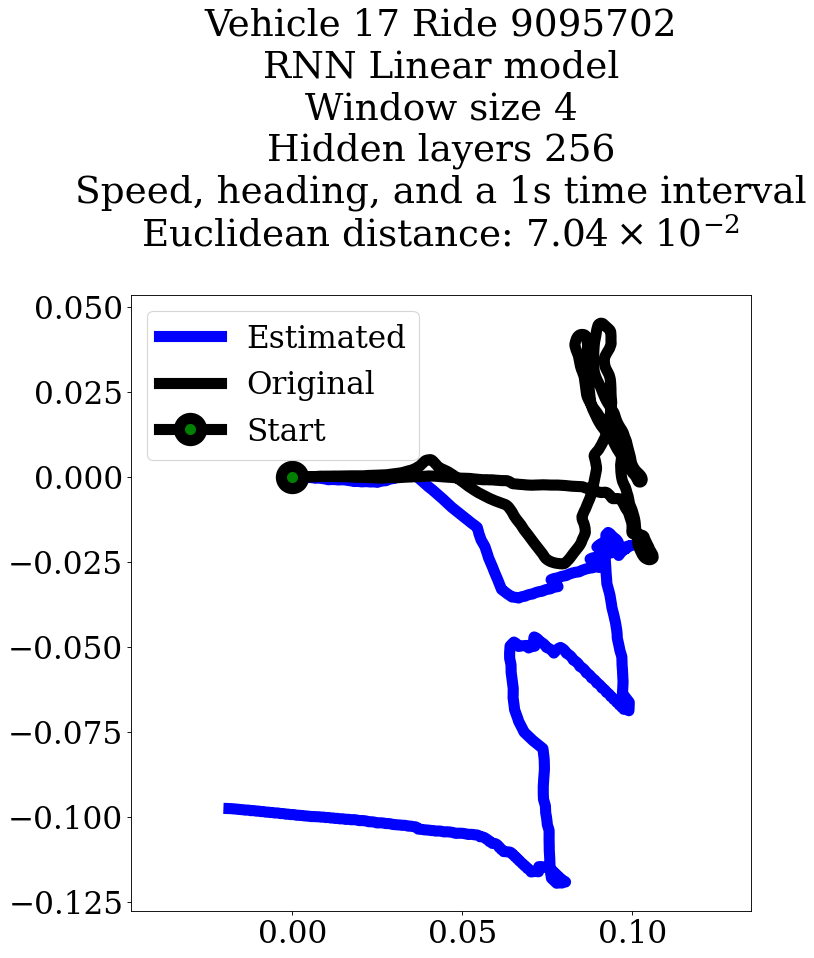 Vehicle 17 Ride 9095702
RNN Linear model
Window size 4
Hidden layers 256
Speed, heading, and a 1s time interval
Euclidean distance: 7.04 × 10⁻²
Estimated
Original
Start
0.050
0.025
0.000
−0.025
−0.050
−0.075
−0.100
−0.125
0.00 0.05 0.10